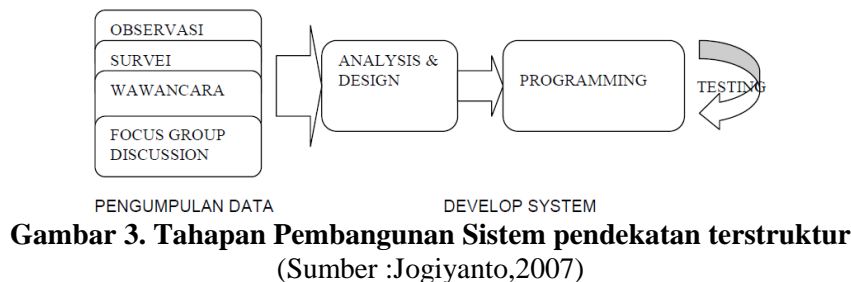 OBSERVASI
SURVEI
WAWANCARA
FOCUS GROUP
DISCUSSION
ANALYSIS &
DESIGN
PROGRAMMING
TESTING
PENGUMPULAN DATA
DEVELOP SYSTEM
Gambar 3. Tahapan Pembangunan Sistem pendekatan terstruktur
(Sumber :Jogiyanto,2007)